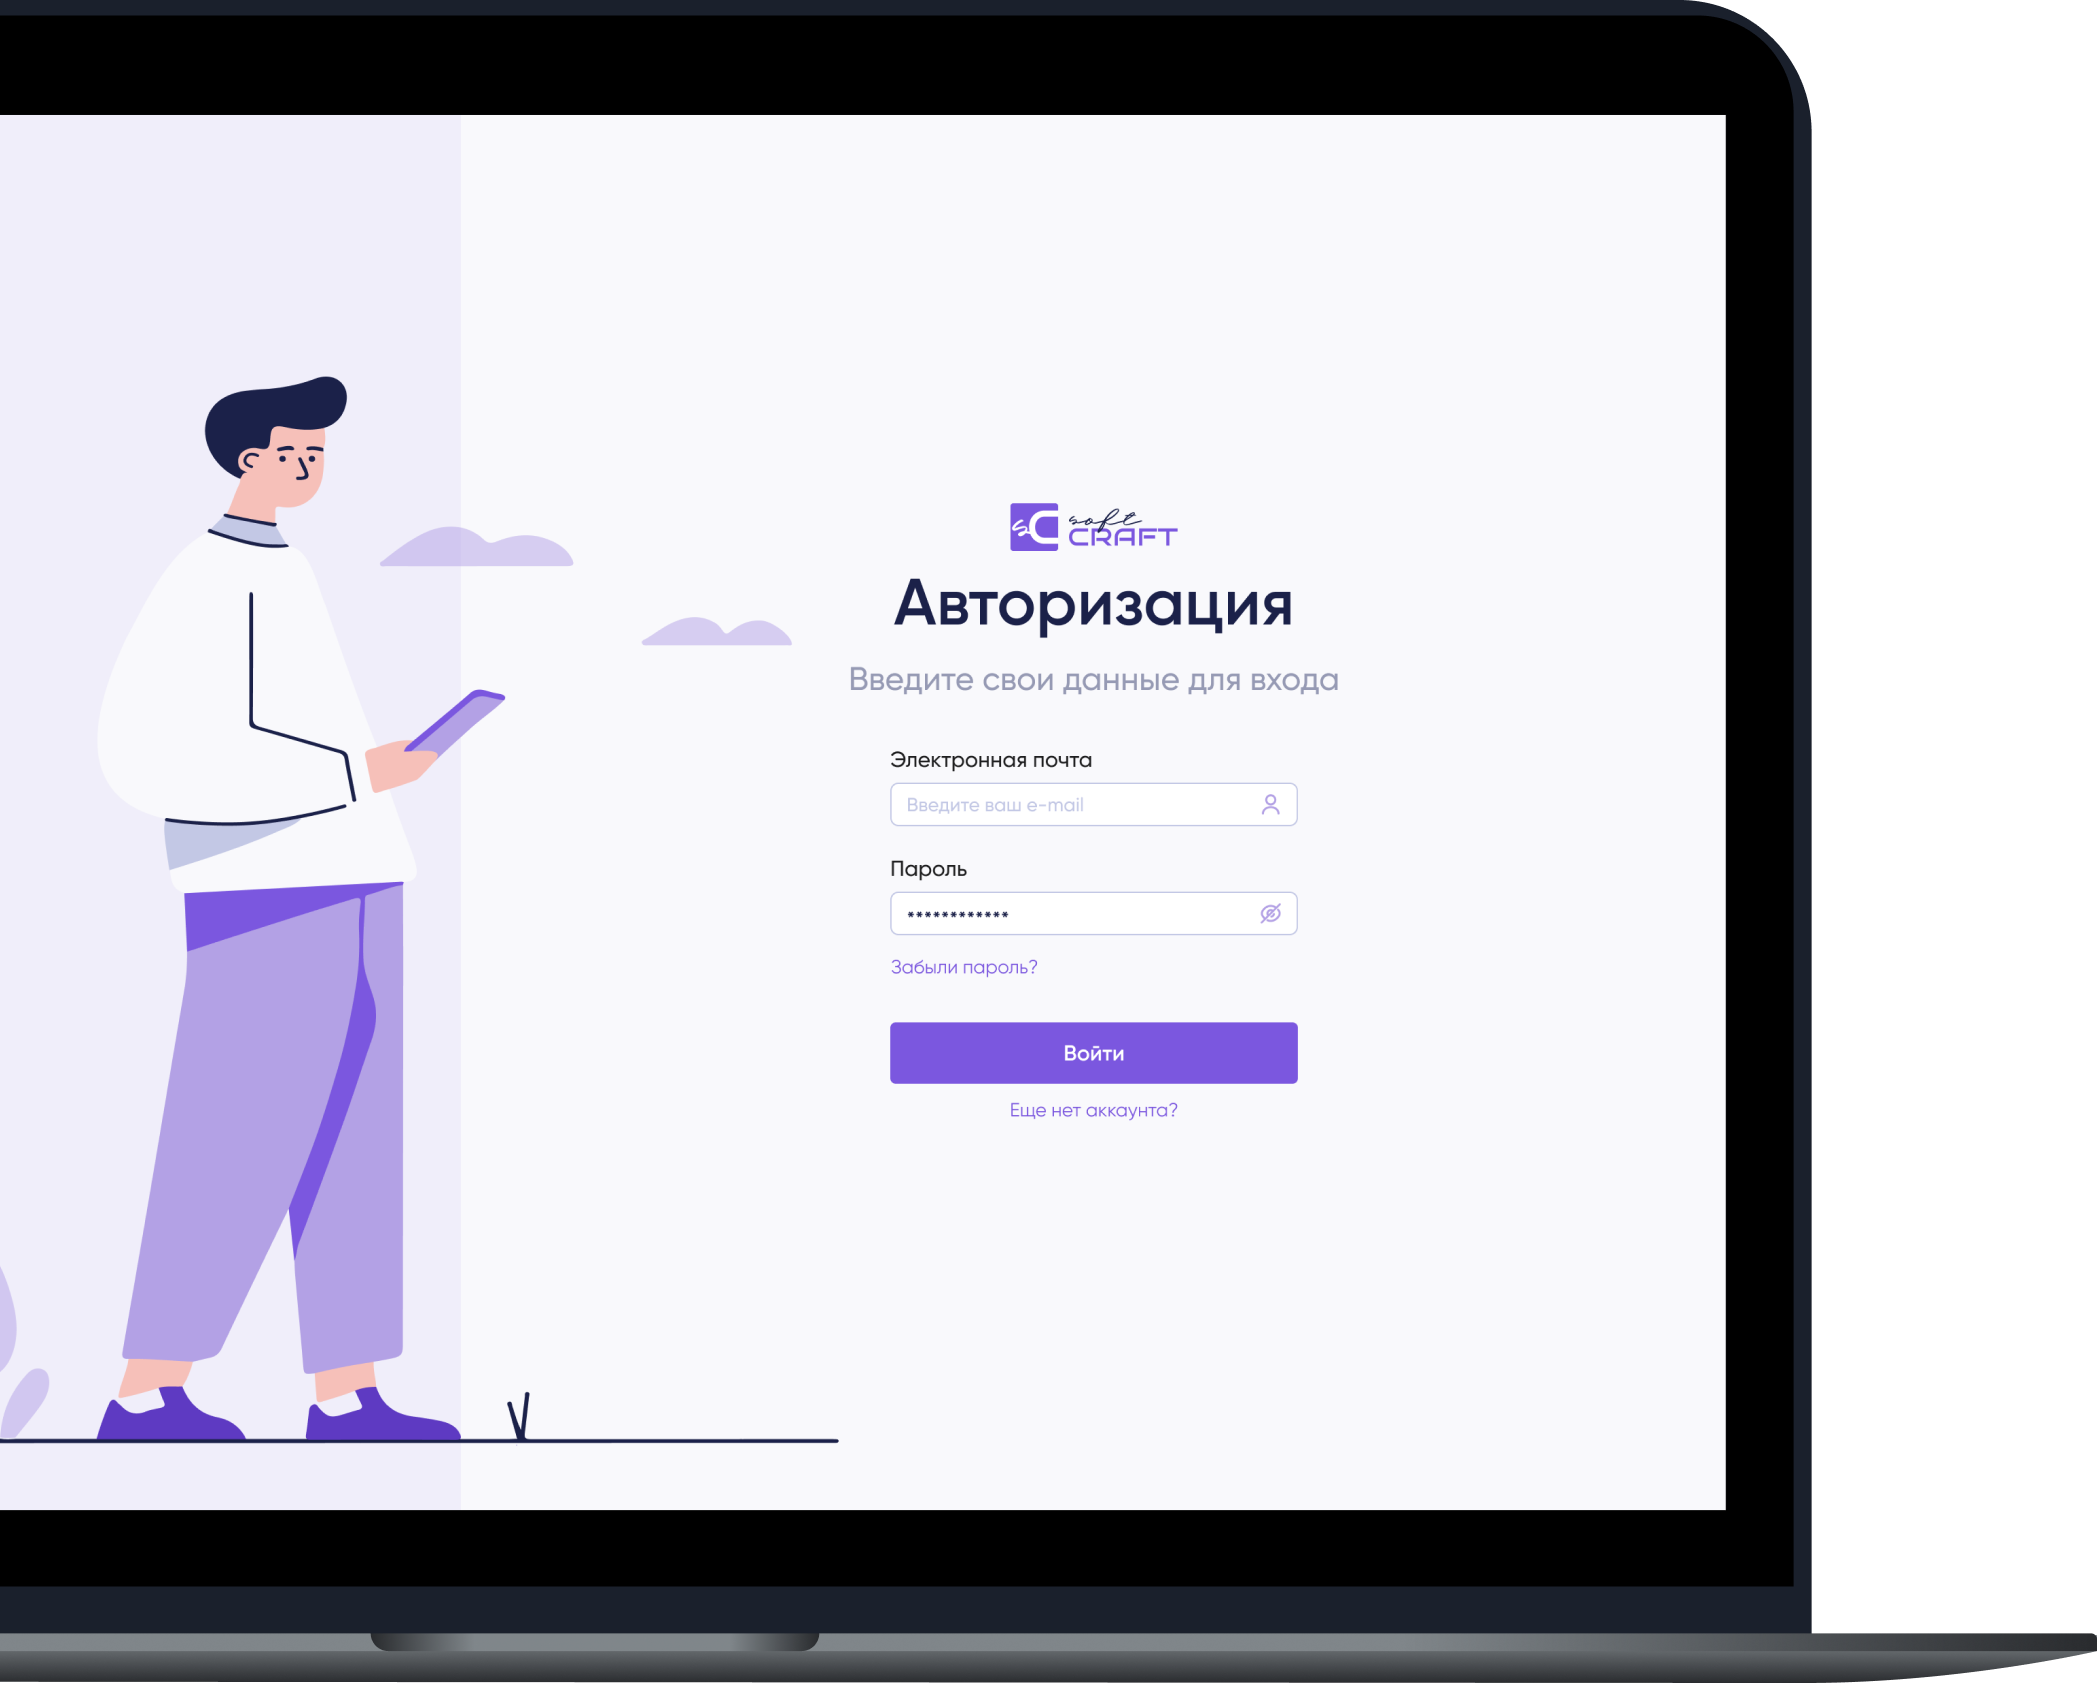 sc soft
CRAFT
Авторизация
Введите свои данные для входа
Электронная почта
Введите ваш e-mail
Пароль
************
Забыли пароль?
Войти
Еще нет аккаунта?